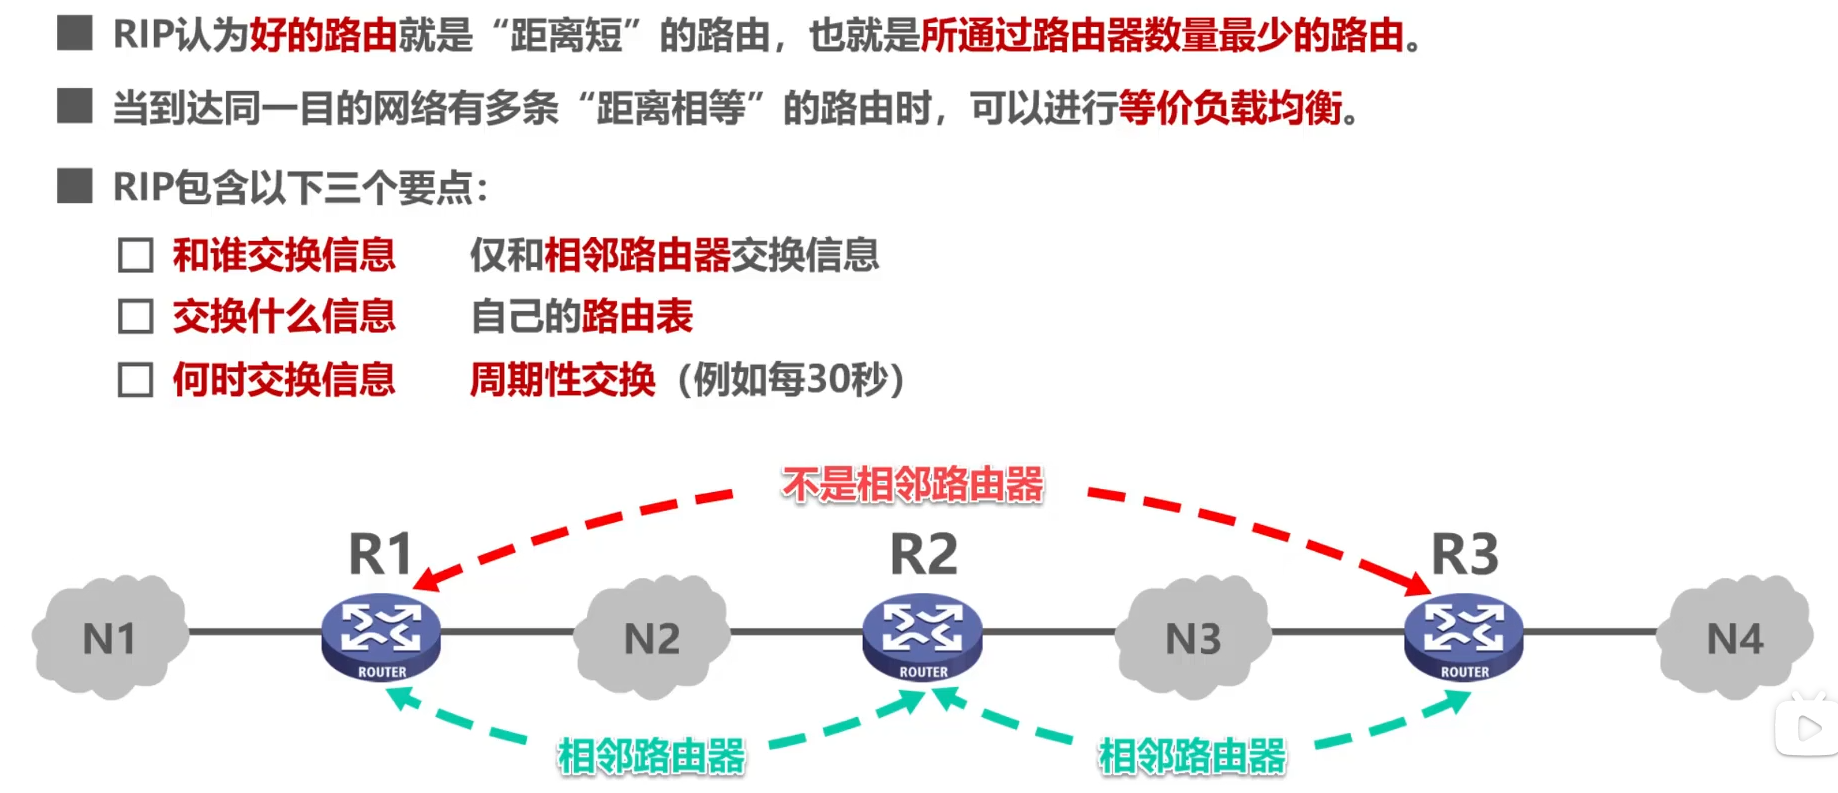 RIP认为好的路由就是“距离短”的路由，也就是所通过路由器数量最少的路由。
当到达同一目的网络有多条“距离相等”的路由时，可以进行等价负载均衡。
RIP包含以下三个要点：
和谁交换信息 仅和相邻路由器交换信息
交换什么信息 自己的路由表
何时交换信息 周期性交换（例如每30秒）
不是相邻路由器
R1 R2 R3
N1 N2 N3 N4
ROUTER ROUTER ROUTER
相邻路由器 相邻路由器